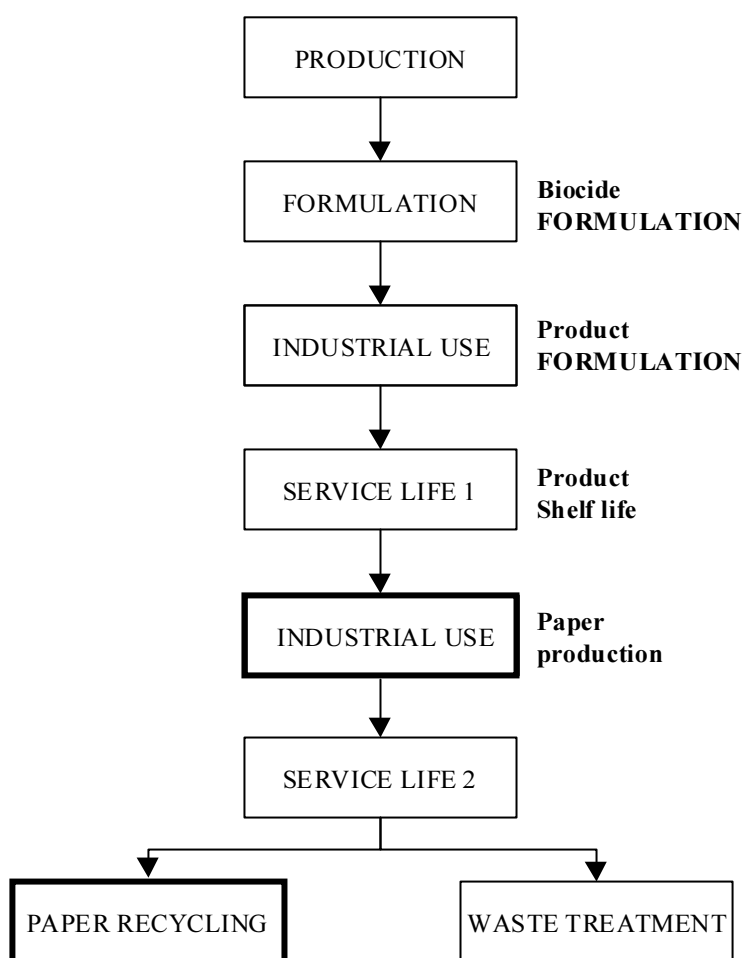 PRODUCTION
FORMULATION
Biocide
FORMULATION
INDUSTRIAL USE
Product
FORMULATION
SERVICE LIFE 1
Product
Shelf life
INDUSTRIAL USE
Paper
production
SERVICE LIFE 2
PAPER RECYCLING
WASTE TREATMENT